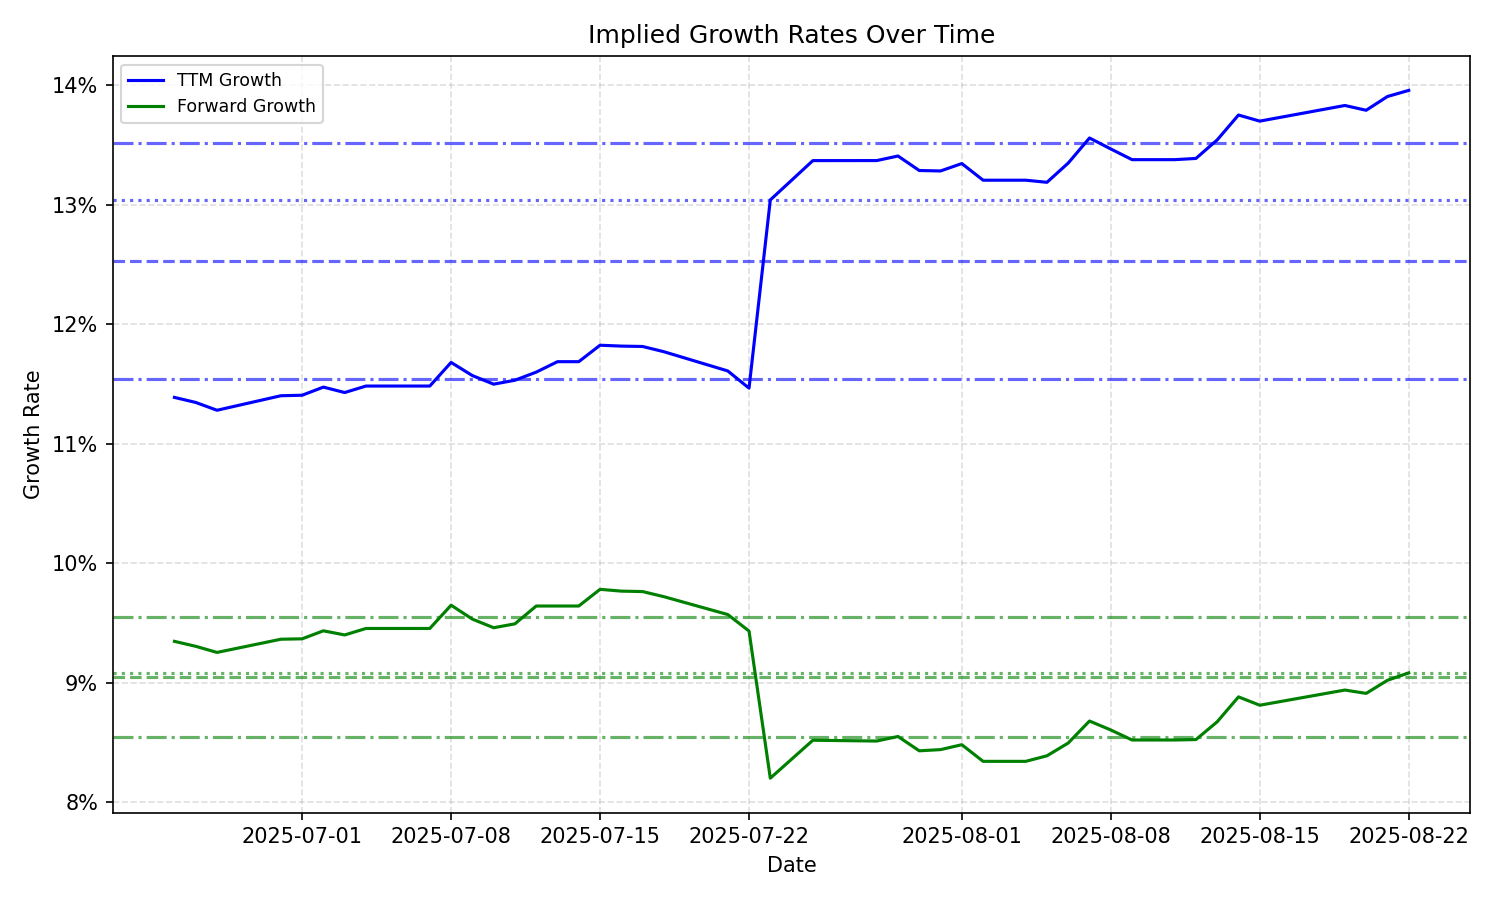 Implied Growth Rates Over Time
TTM Growth
Forward Growth
14%
13%
12%
11%
10%
9%
8%
Growth Rate
2025-07-01 2025-07-08 2025-07-15 2025-07-22 2025-08-01 2025-08-08 2025-08-15 2025-08-22
Date